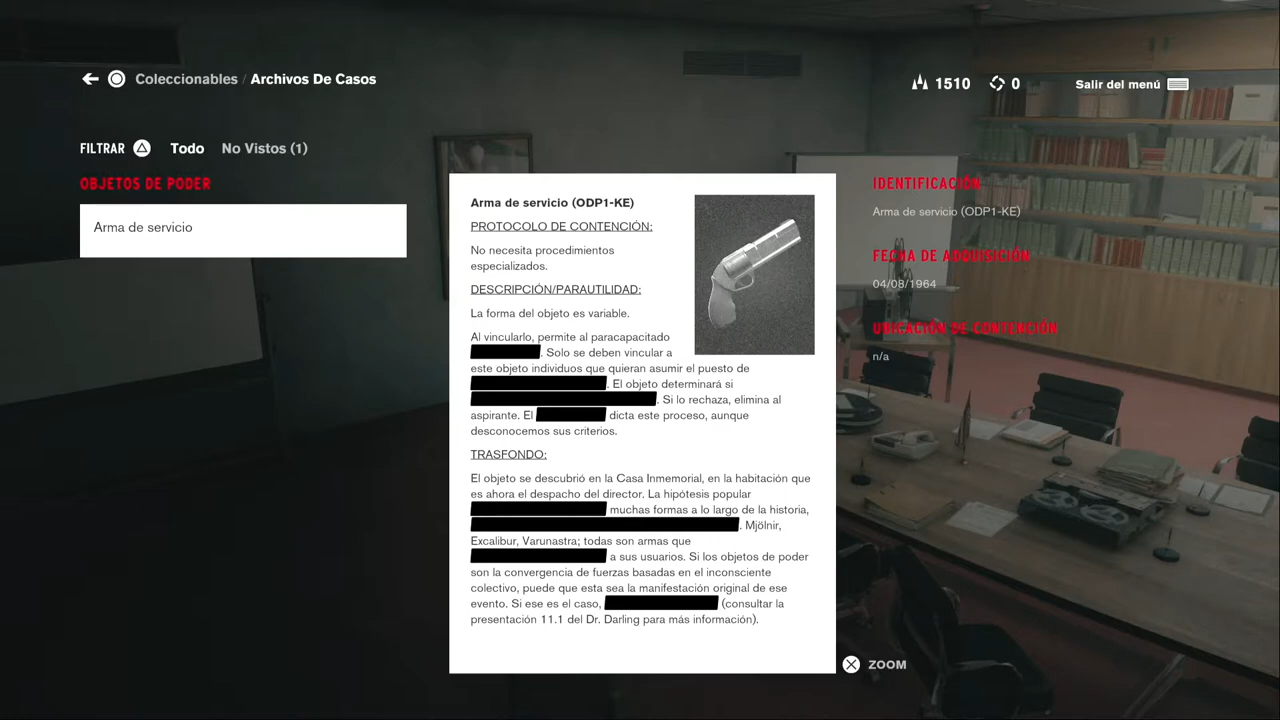 Coleccionables / Archivos De Casos
1510
0
Salir del menú
FILTRAR
Todo
No Vistos (1)
OBJETOS DE PODER
Arma de servicio
Arma de servicio (ODP1-KE)
PROTOCOLO DE CONTENCIÓN:
No necesita procedimientos
especializados.
DESCRIPCIÓN/PARAUTILIDAD:
La forma del objeto es variable.
Al vincularlo, permite al paracapacitado
. Solo se deben vincular a
este objeto individuos que quieran asumir el puesto de
. El objeto determinará si
. Si lo rechaza, elimina al
aspirante. El dicta este proceso, aunque
desconocemos sus criterios.
TRASFONDO:
El objeto se descubrió en la Casa Inmemorial, en la habitación que
es ahora el despacho del director. La hipótesis popular
muchas formas a lo largo de la historia,
. Mjölnir,
Excalibur, Varunastra; todas son armas que
a sus usuarios. Si los objetos de poder
son la convergencia de fuerzas basadas en el inconsciente
colectivo, puede que esta sea la manifestación original de ese
evento. Si ese es el caso, (consultar la
presentación 11.1 del Dr. Darling para más información).
IDENTIFICACIÓN
Arma de servicio (ODP1-KE)
FECHA DE ADQUISICIÓN
04/08/1964
UBICACIÓN DE CONTENCIÓN
n/a
ZOOM